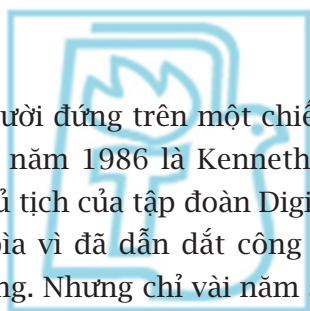 ười đứng trên một chiế
năm 1986 là Kenneth
ủ tịch của tập đoàn Digi
bìa vì đã dẫn dắt công
ng. Nhưng chỉ vài năm s